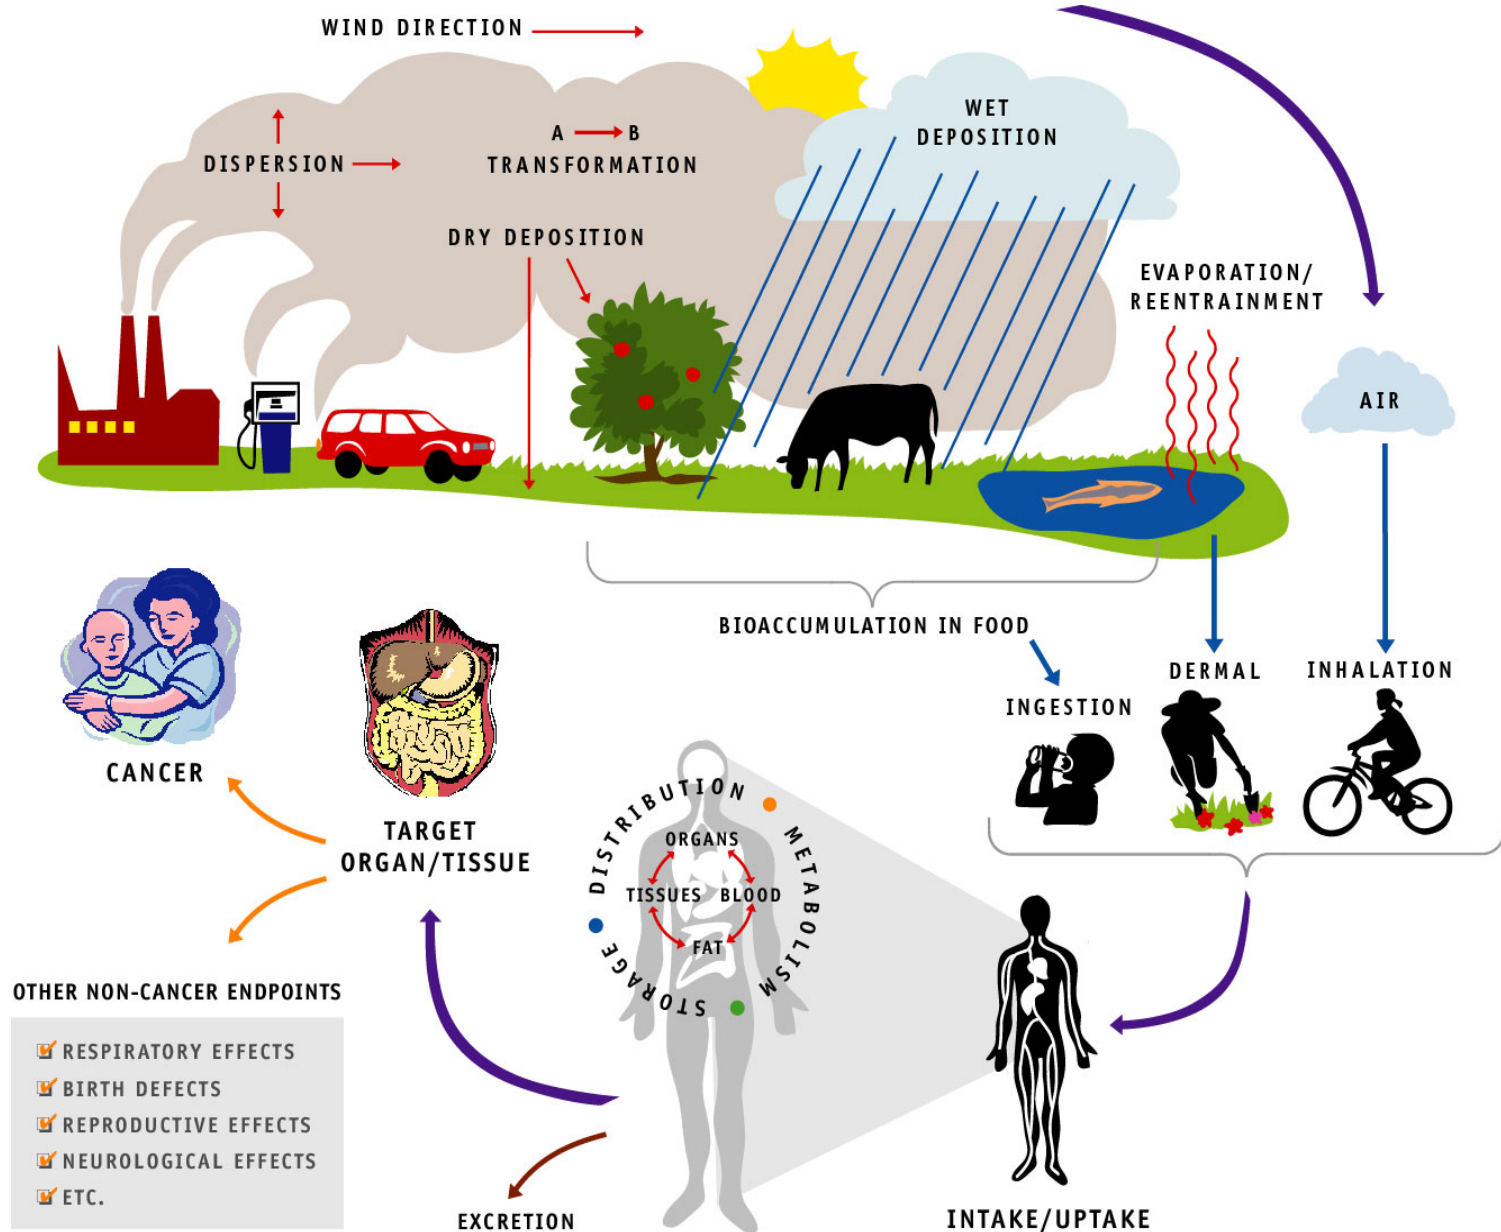 WIND DIRECTION
WET
DEPOSITION
A
B
DISPERSION
TRANSFORMATION
DRY DEPOSITION
EVAPORATION/
REENTRAINMENT
AIR
BIOACCUMULATION IN FOOD
DERMAL
INHALATION
INGESTION
CANCER
TARGET
ORGAN/TISSUE
DISTRIBUTION
METABOLISM
STORAGE
ORGANS
TISSUES
BLOOD
FAT
OTHER NON-CANCER ENDPOINTS
RESPIRATORY EFFECTS
BIRTH DEFECTS
REPRODUCTIVE EFFECTS
NEUROLOGICAL EFFECTS
ETC.
EXCRETION
INTAKE/UPTAKE